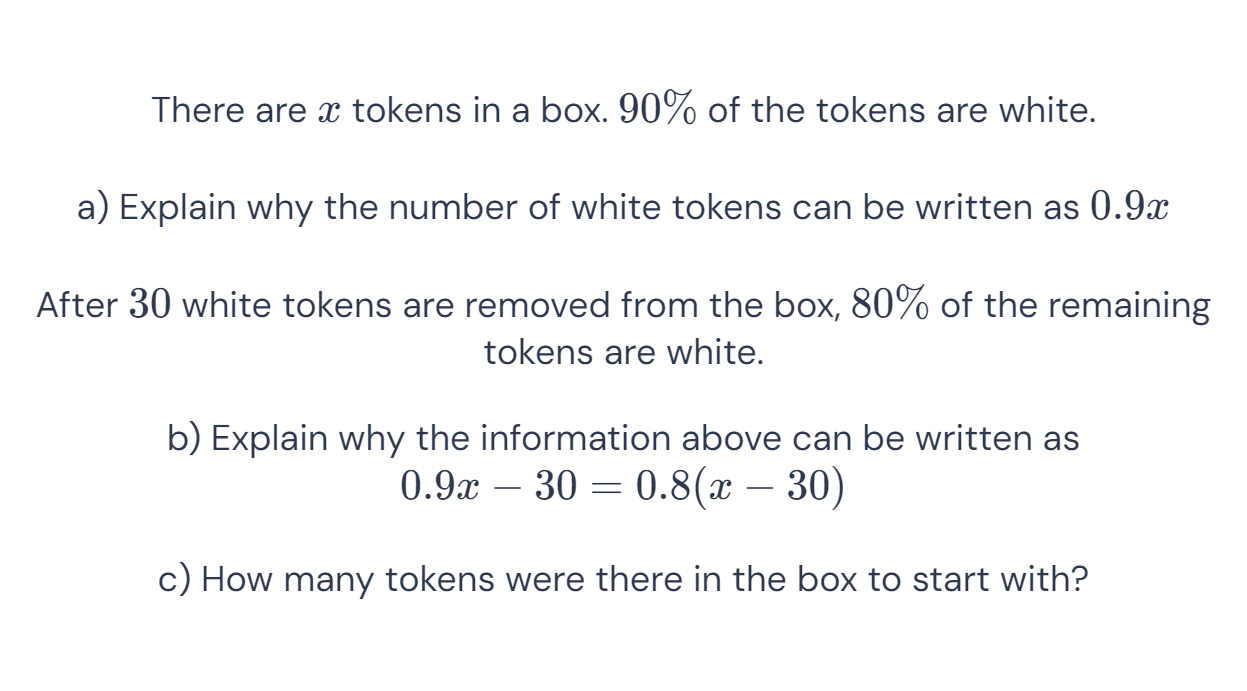 There are x tokens in a box. 90% of the tokens are white.
a) Explain why the number of white tokens can be written as 0.9x
After 30 white tokens are removed from the box, 80% of the remaining
tokens are white.
b) Explain why the information above can be written as
0.9x − 30 = 0.8(x − 30)
c) How many tokens were there in the box to start with?